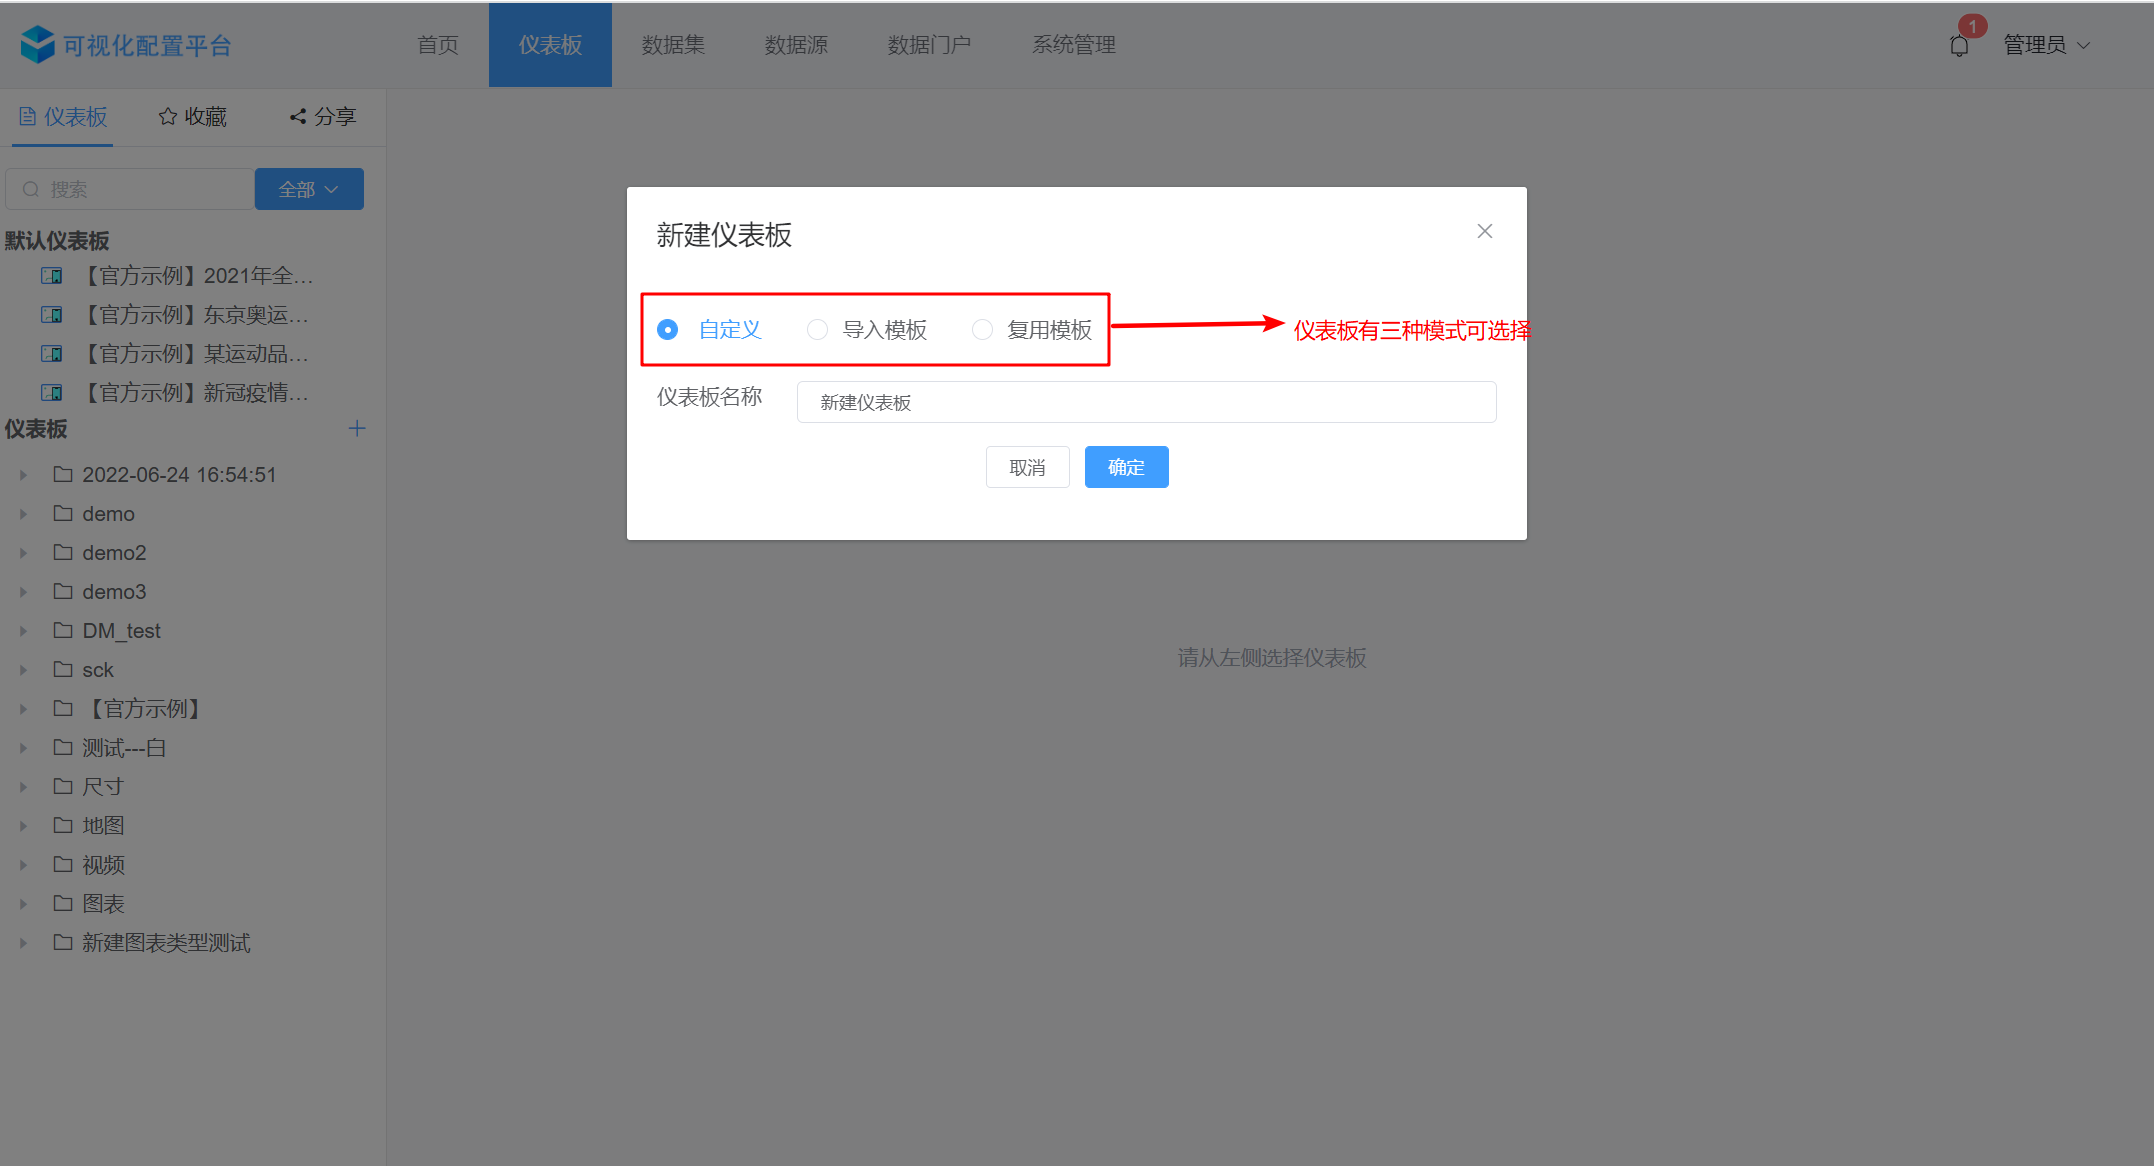 可视化配置平台
首页 仪表板 数据集 数据源 数据门户 系统管理
1
管理员
仪表板 收藏 分享
搜索
全部
默认仪表板
【官方示例】2021年全...
【官方示例】东京奥运...
【官方示例】某运动品...
【官方示例】新冠疫情...
仪表板
2022-06-24 16:54:51
demo
demo2
demo3
DM_test
sck
【官方示例】
测试---白
尺寸
地图
视频
图表
新建图表类型测试
新建仪表板
自定义 导入模板 复用模板
仪表板有三种模式可选择
仪表板名称
新建仪表板
取消 确定
请从左侧选择仪表板